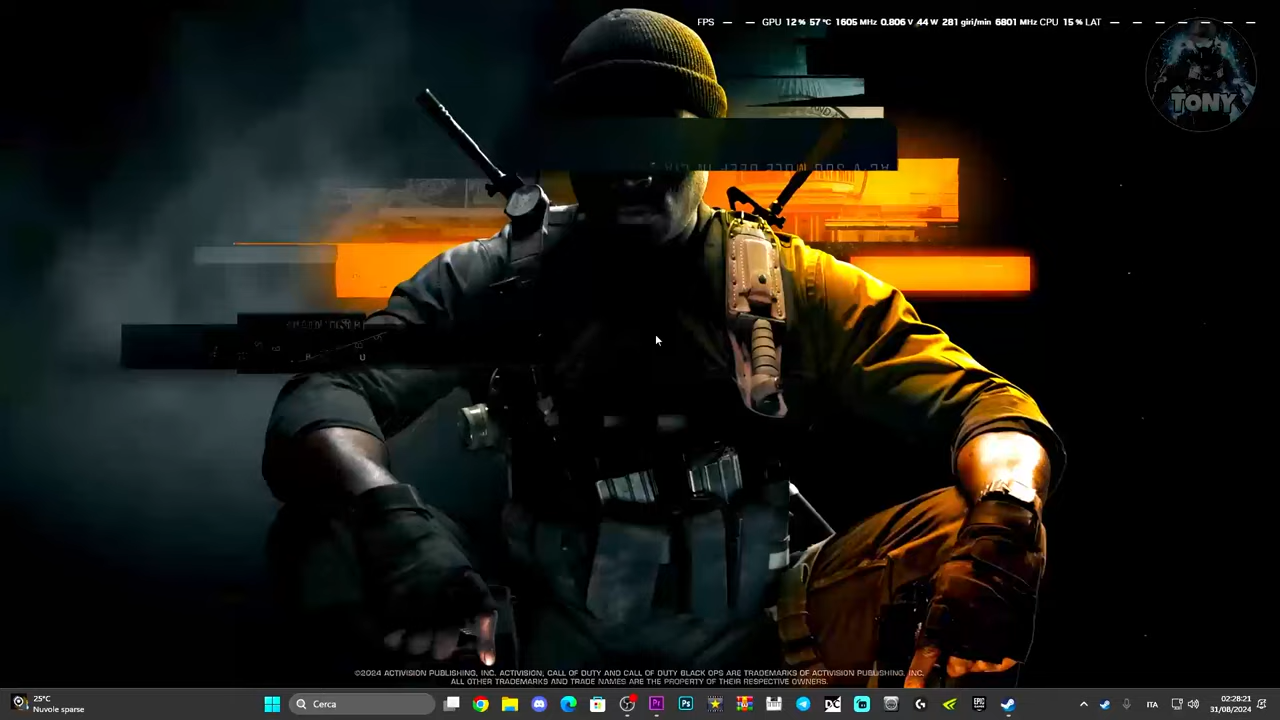 FPS — — GPU 12 % 57 °C 1605 MHz 0.806 V 44 W 281 giri/min 6801 MHz CPU 15 % LAT — — — — — — —
TONY
©2024 ACTIVISION PUBLISHING, INC. ACTIVISION, CALL OF DUTY AND CALL OF DUTY BLACK OPS ARE TRADEMARKS OF ACTIVISION PUBLISHING, INC.
ALL OTHER TRADEMARKS AND TRADE NAMES ARE THE PROPERTY OF THEIR RESPECTIVE OWNERS.
25°C
Nuvole sparse
Cerca
Pr
Ps
EPIC
ITA
02:28:21
31/08/2024